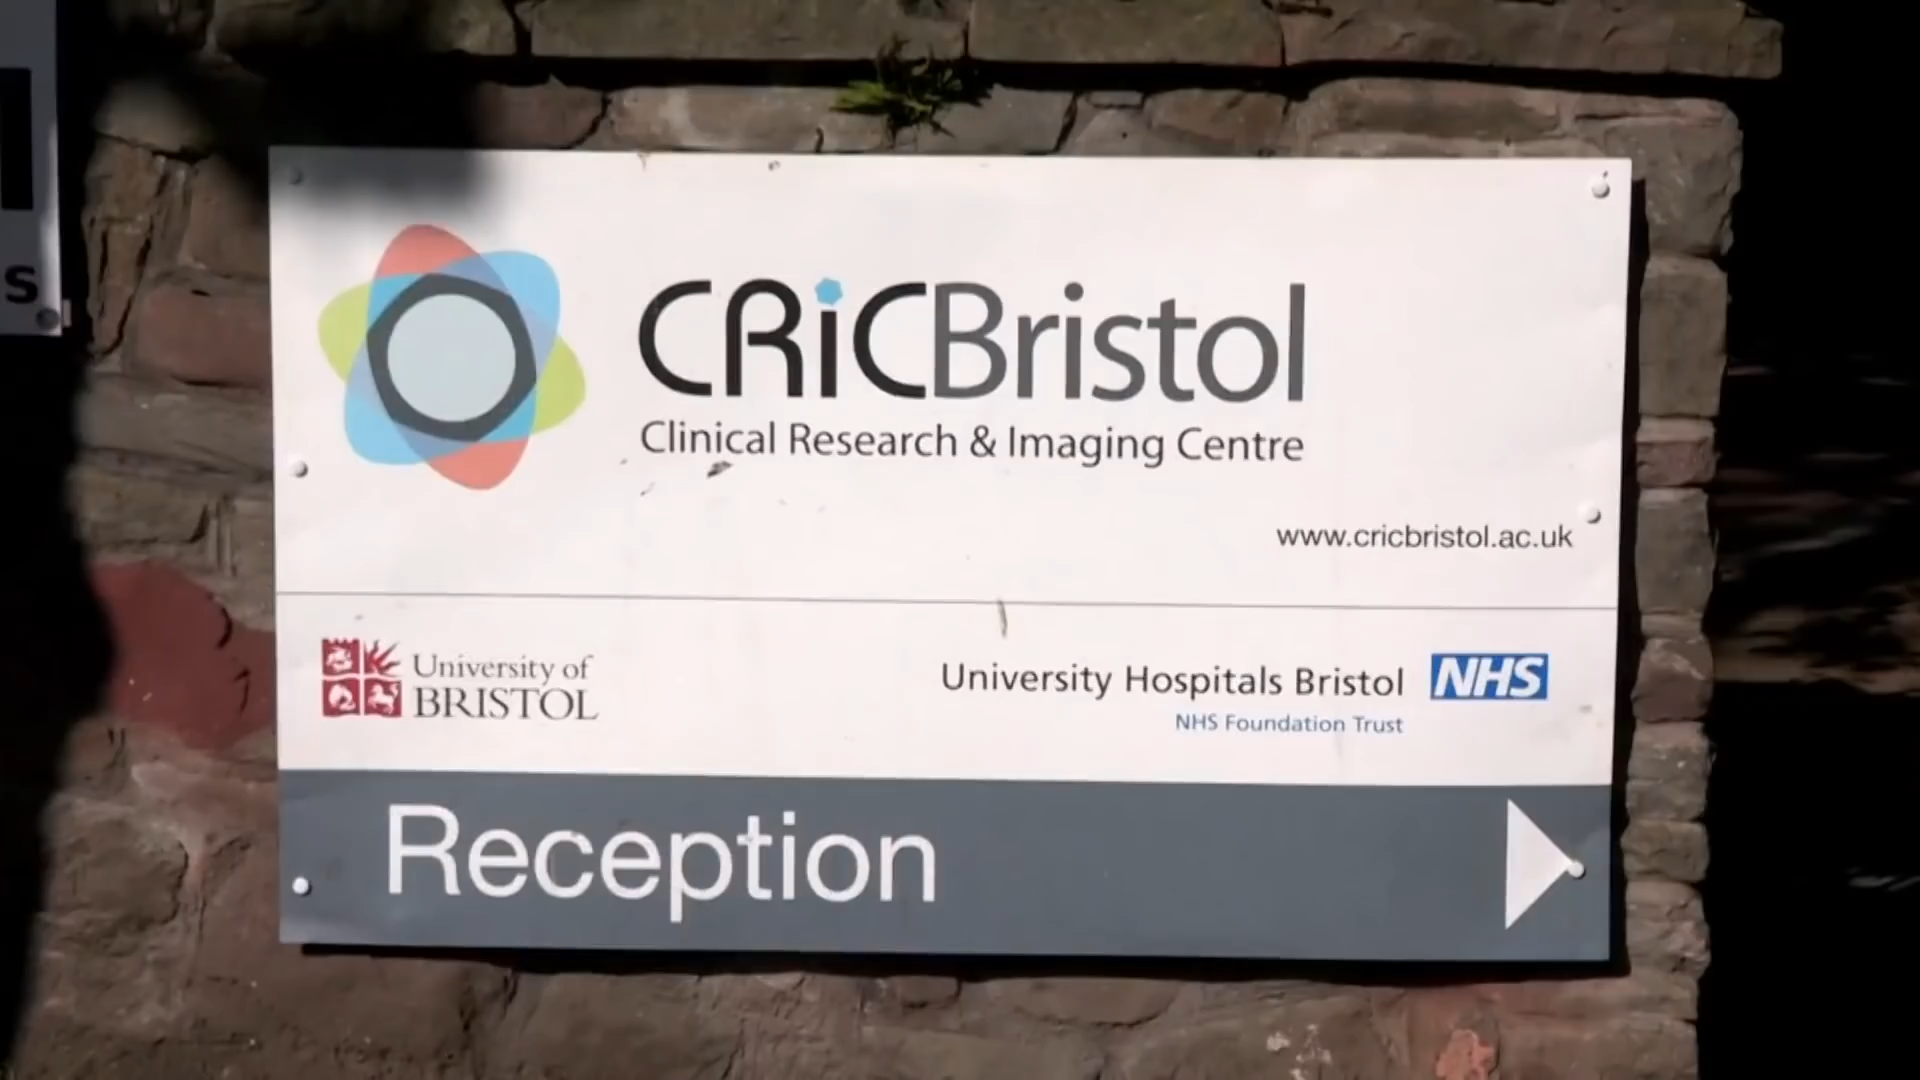 s
CRiCBristol
Clinical Research & Imaging Centre
www.cricbristol.ac.uk
University of
BRISTOL
University Hospitals Bristol NHS
NHS Foundation Trust
Reception